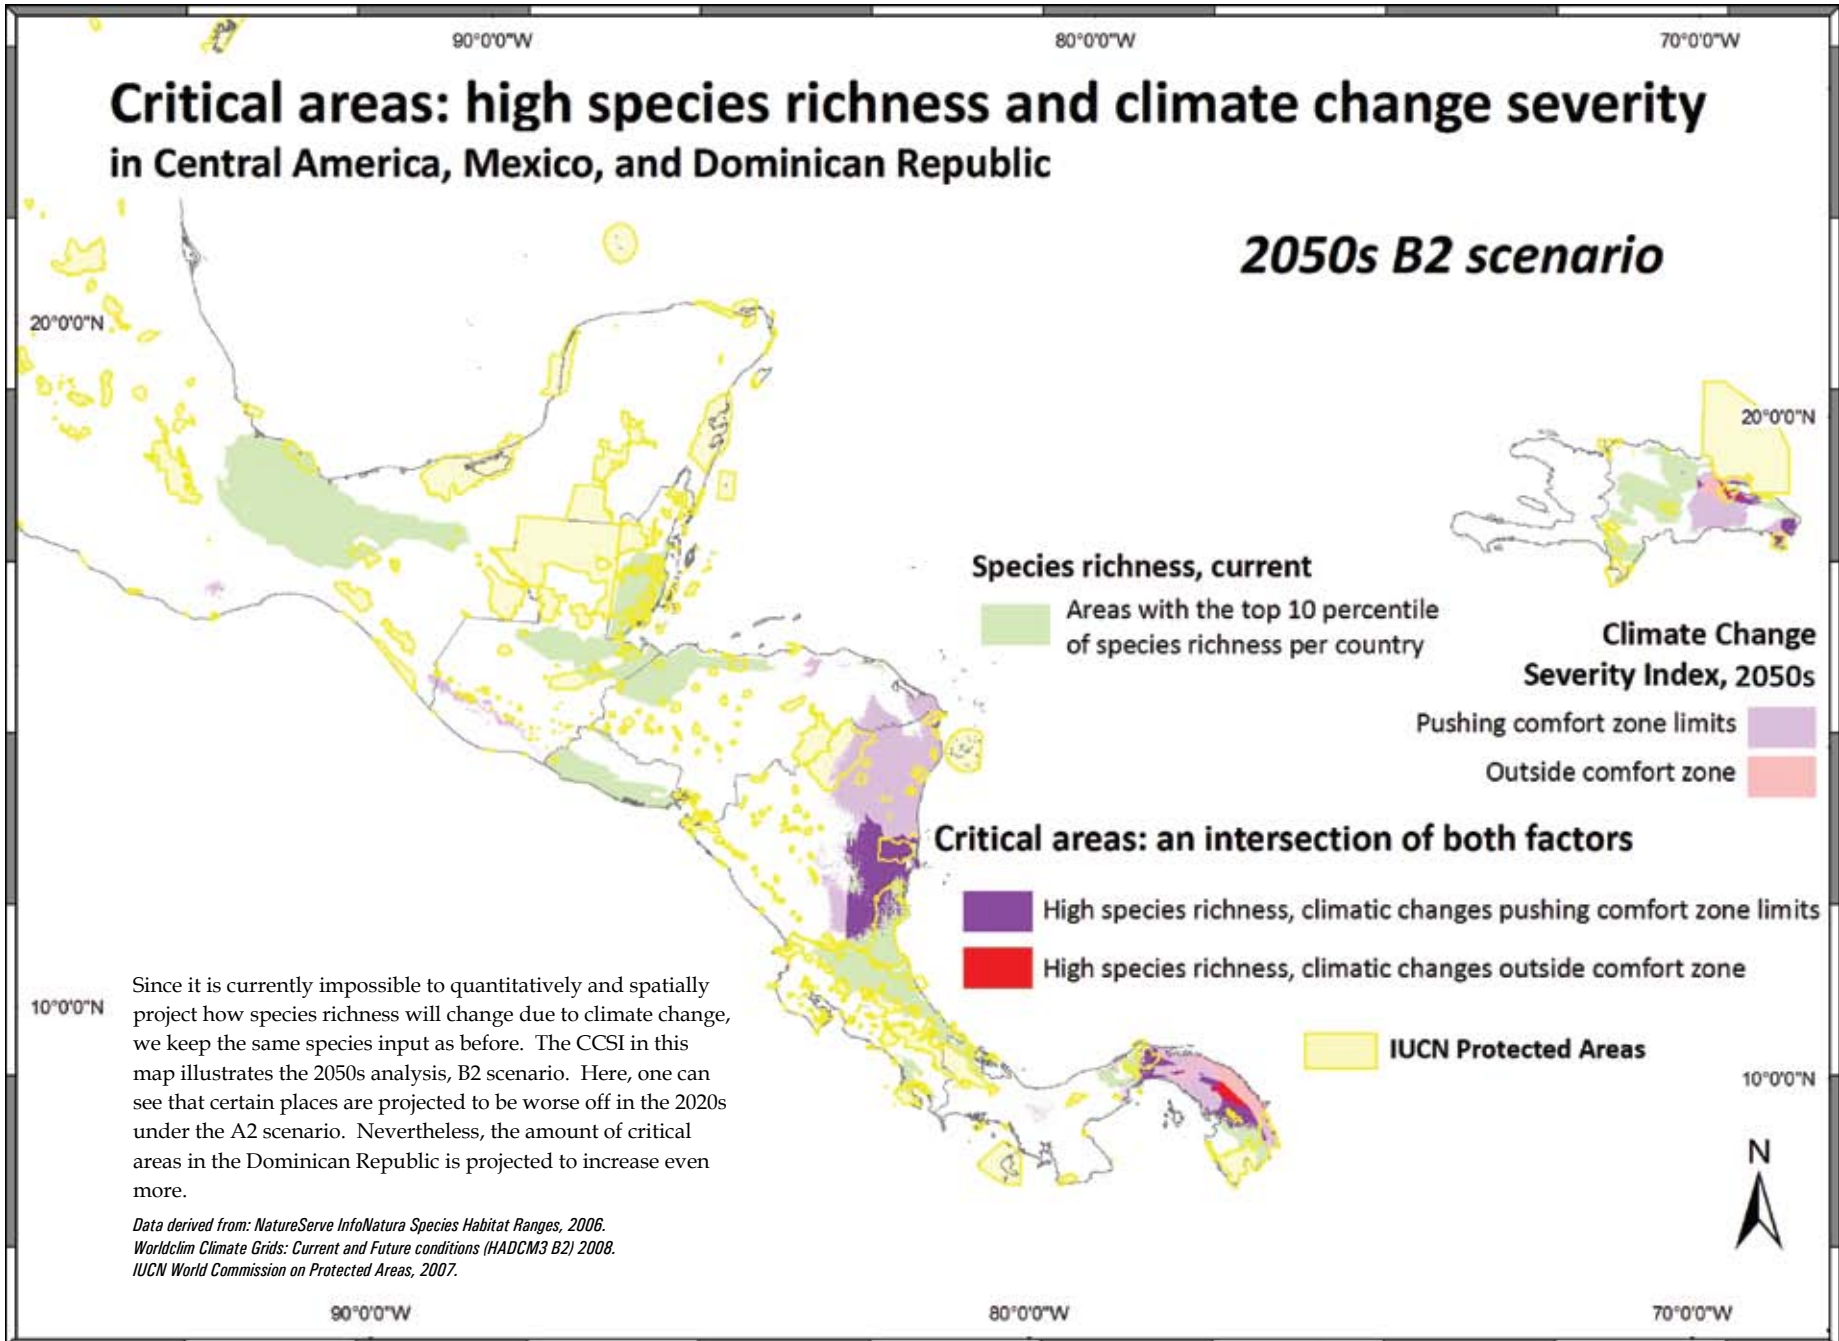 90°0'0"W
80°0'0"W
70°0'0"W
Critical areas: high species richness and climate change severity
in Central America, Mexico, and Dominican Republic
2050s B2 scenario
20°0'0"N
20°0'0"N
Species richness, current
Areas with the top 10 percentile
of species richness per country
Climate Change
Severity Index, 2050s
Pushing comfort zone limits
Outside comfort zone
Critical areas: an intersection of both factors
High species richness, climatic changes pushing comfort zone limits
High species richness, climatic changes outside comfort zone
IUCN Protected Areas
10°0'0"N
10°0'0"N
Since it is currently impossible to quantitatively and spatially
project how species richness will change due to climate change,
we keep the same species input as before.  The CCSI in this
map illustrates the 2050s analysis, B2 scenario.  Here, one can
see that certain places are projected to be worse off in the 2020s
under the A2 scenario.  Nevertheless, the amount of critical
areas in the Dominican Republic is projected to increase even
more.
Data derived from: NatureServe InfoNatura Species Habitat Ranges, 2006.
Worldclim Climate Grids: Current and Future conditions (HADCM3 B2) 2008.
IUCN World Commission on Protected Areas, 2007.
N
90°0'0"W
80°0'0"W
70°0'0"W